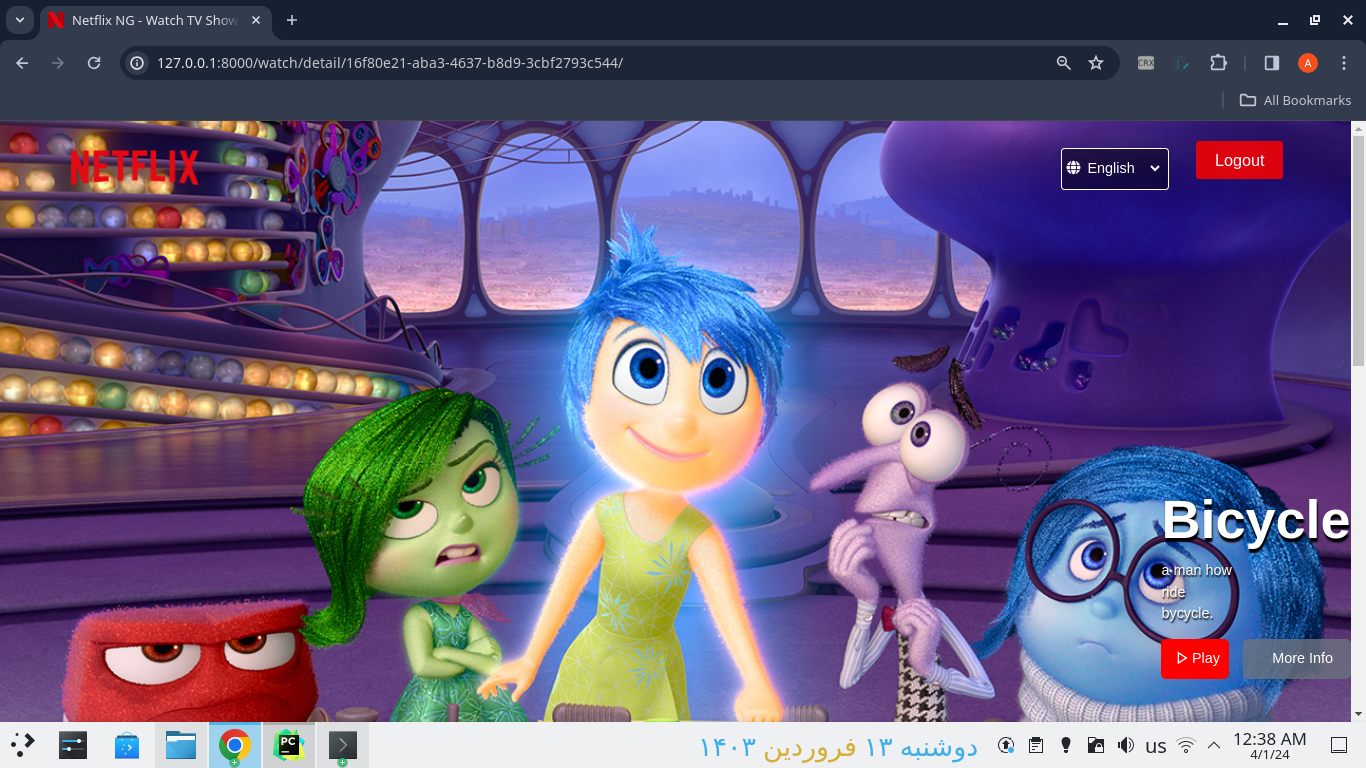 Netflix NG - Watch TV Show
127.0.0.1:8000/watch/detail/16f80e21-aba3-4637-b8d9-3cbf2793c544/
CRX
A
All Bookmarks
NETFLIX
English
Logout
Bicycle
a man how
ride
bycycle.
Play
More Info
PC
دوشنبه ۱۳ فروردین ۱۴۰۳
us
12:38 AM
4/1/24